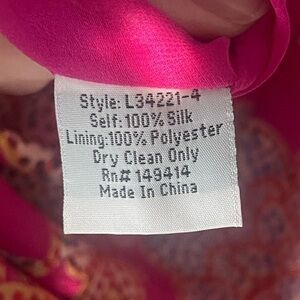 Style: L34221-4
Self: 100% Silk
Lining: 100% Polyester
Dry Clean Only
Rn# 149414
Made In China